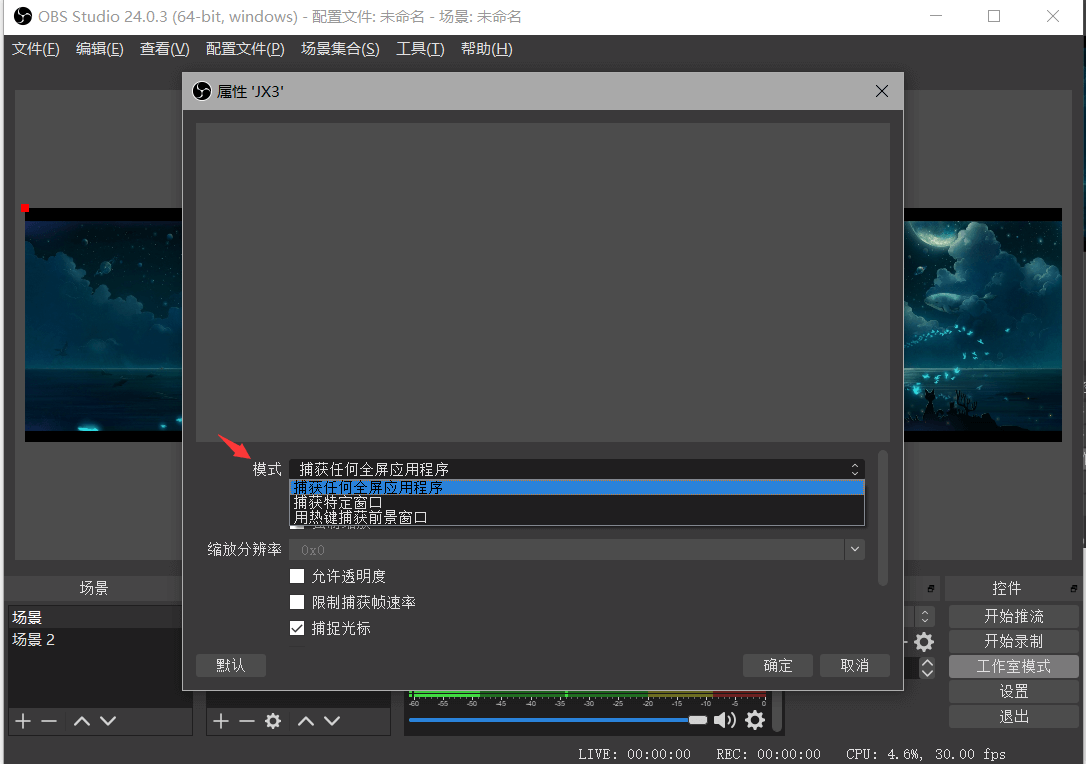 OBS Studio 24.0.3 (64-bit, windows) - 配置文件: 未命名 - 场景: 未命名
文件(F) 编辑(E) 查看(V) 配置文件(P) 场景集合(S) 工具(T) 帮助(H)
属性 'JX3'
模式 捕获任何全屏应用程序
捕获任何全屏应用程序
捕获特定窗口
用热键捕获前景窗口
缩放分辨率 0x0
允许透明度
限制捕获帧速率
捕捉光标
默认 确定 取消
场景
场景
场景 2
控件
开始推流
开始录制
工作室模式
设置
退出
-60 -55 -50 -45 -40 -35 -30 -25 -20 -15 -10 -5 0
LIVE: 00:00:00 REC: 00:00:00 CPU: 4.6%, 30.00 fps